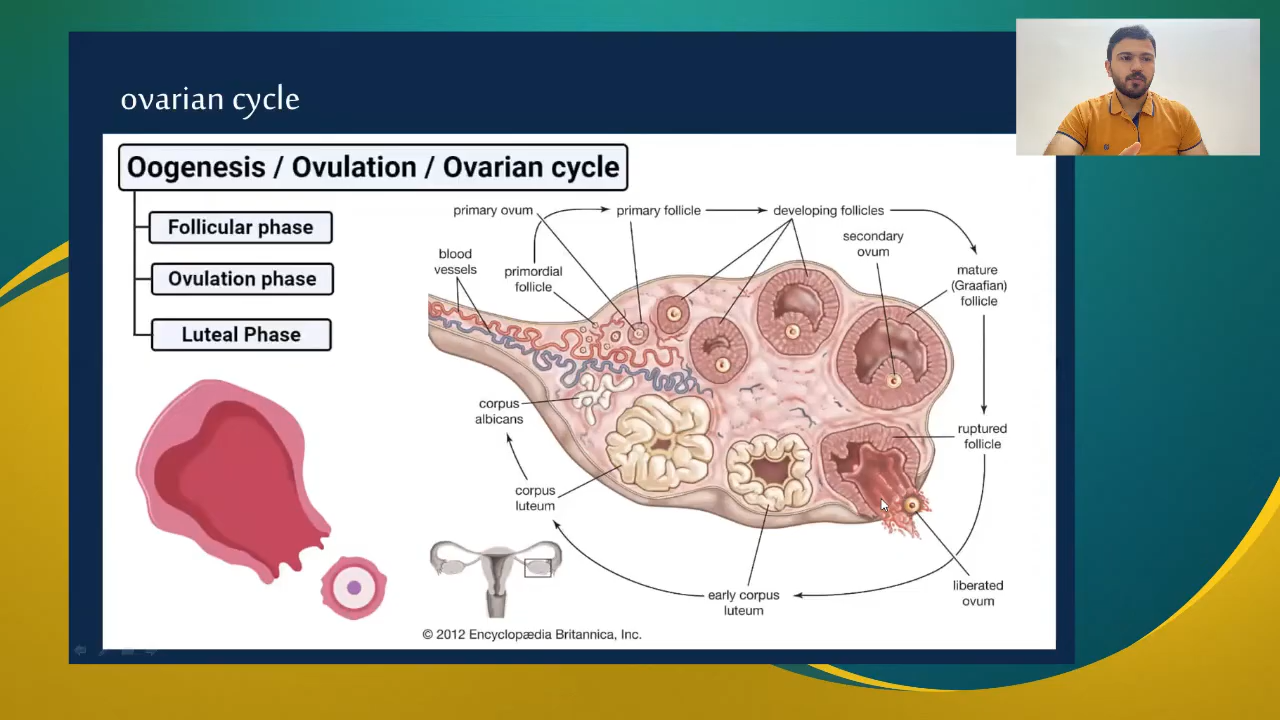 ovarian cycle
Oogenesis / Ovulation / Ovarian cycle
Follicular phase
Ovulation phase
Luteal Phase
primary ovum
primary follicle
developing follicles
secondary
ovum
blood
vessels
primordial
follicle
mature
(Graafian)
follicle
corpus
albicans
ruptured
follicle
corpus
luteum
early corpus
luteum
liberated
ovum
© 2012 Encyclopædia Britannica, Inc.